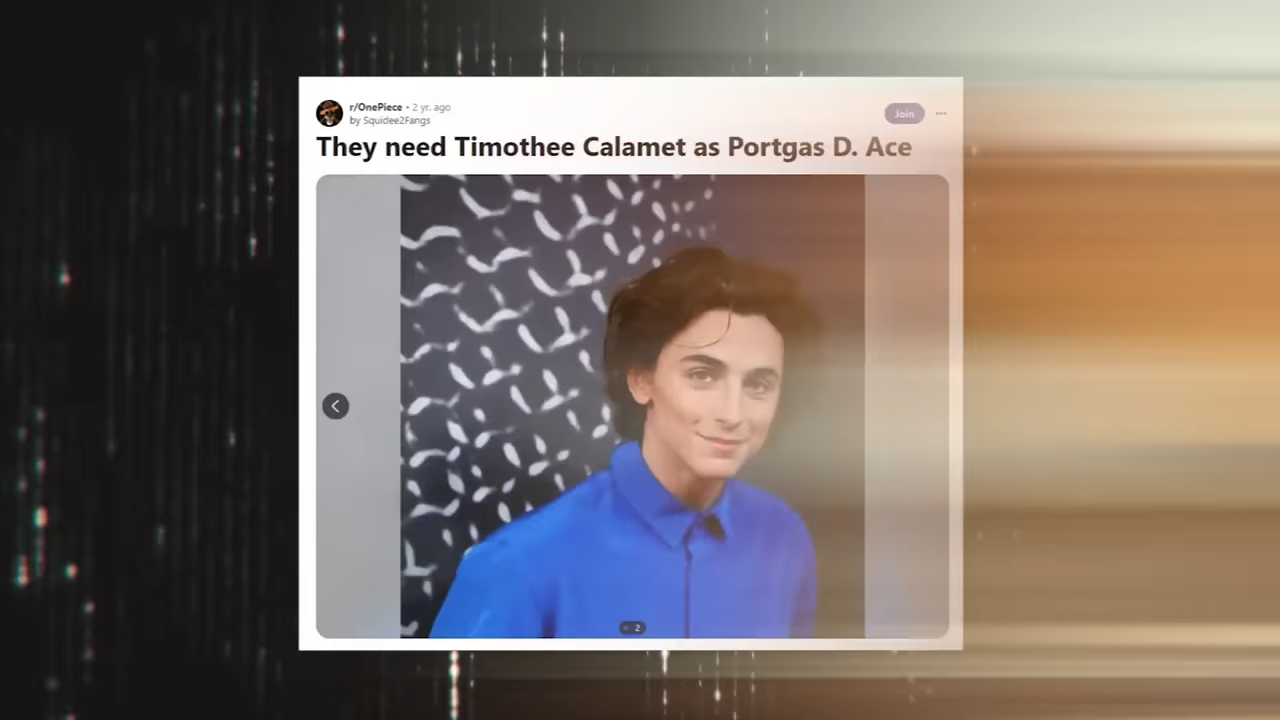 r/OnePiece • 2 yr. ago
by Squidee2Fangs
Join
They need Timothee Calamet as Portgas D. Ace
2